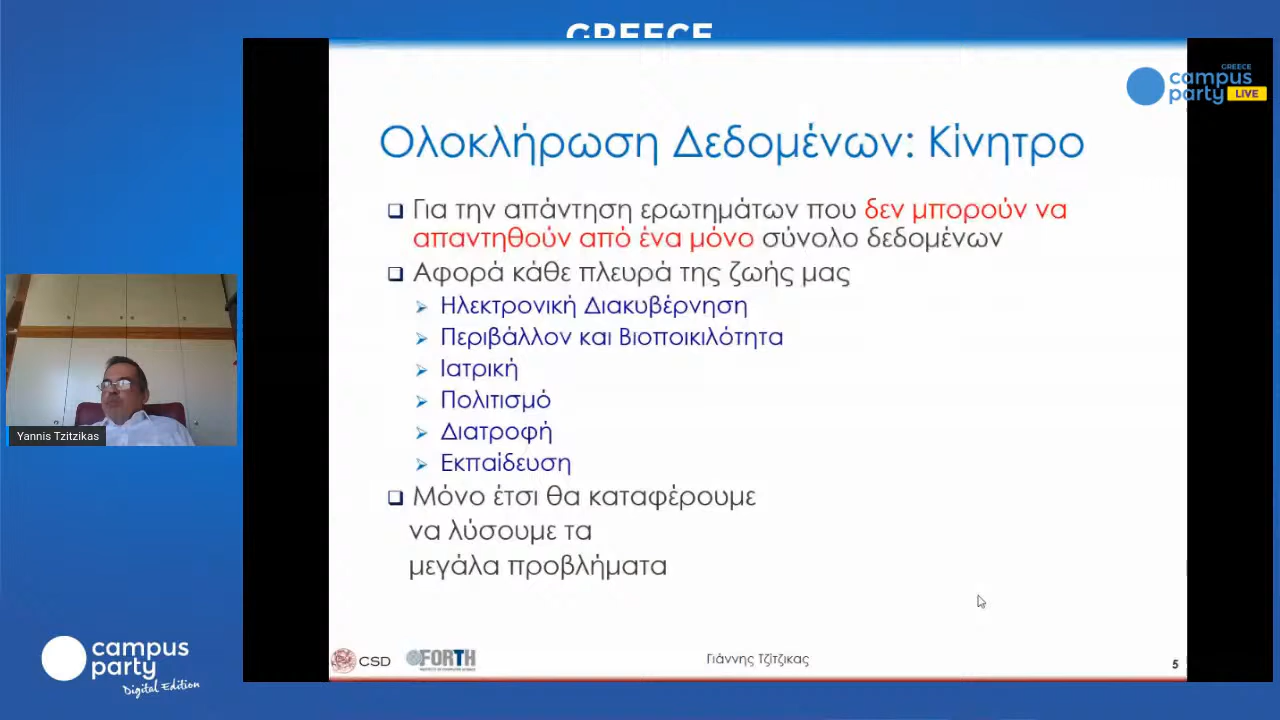 GREECE
GREECE
campus
party LIVE
Ολοκλήρωση Δεδομένων: Κίνητρο
Για την απάντηση ερωτημάτων που δεν μπορούν να
απαντηθούν από ένα μόνο σύνολο δεδομένων
Αφορά κάθε πλευρά της ζωής μας
Ηλεκτρονική Διακυβέρνηση
Περιβάλλον και Βιοποικιλότητα
Ιατρική
Πολιτισμό
Διατροφή
Εκπαίδευση
Μόνο έτσι θα καταφέρουμε
να λύσουμε τα
μεγάλα προβλήματα
Yannis Tzitzikas
CSD
FORTH
Γιάννης Τζίτζικας
5
campus
party
Digital Edition